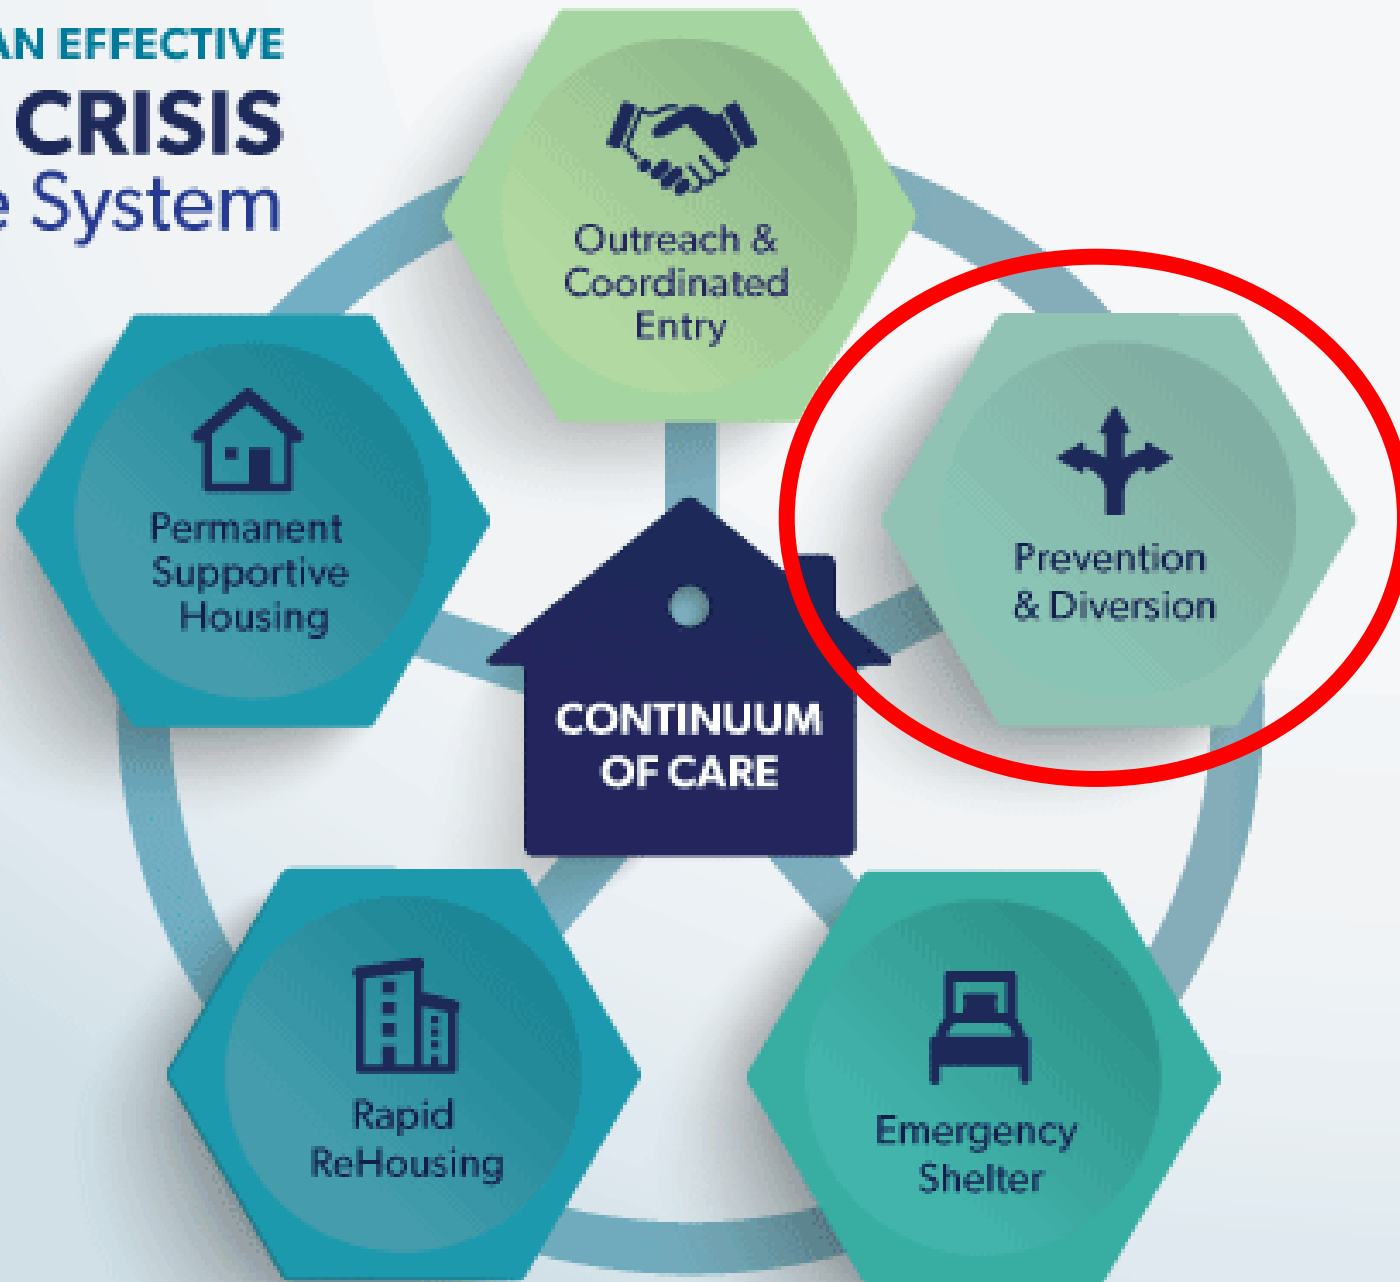 AN EFFECTIVE
CRISIS
System
Outreach &
Coordinated
Entry
Prevention
& Diversion
Permanent
Supportive
Housing
CONTINUUM
OF CARE
Rapid
ReHousing
Emergency
Shelter